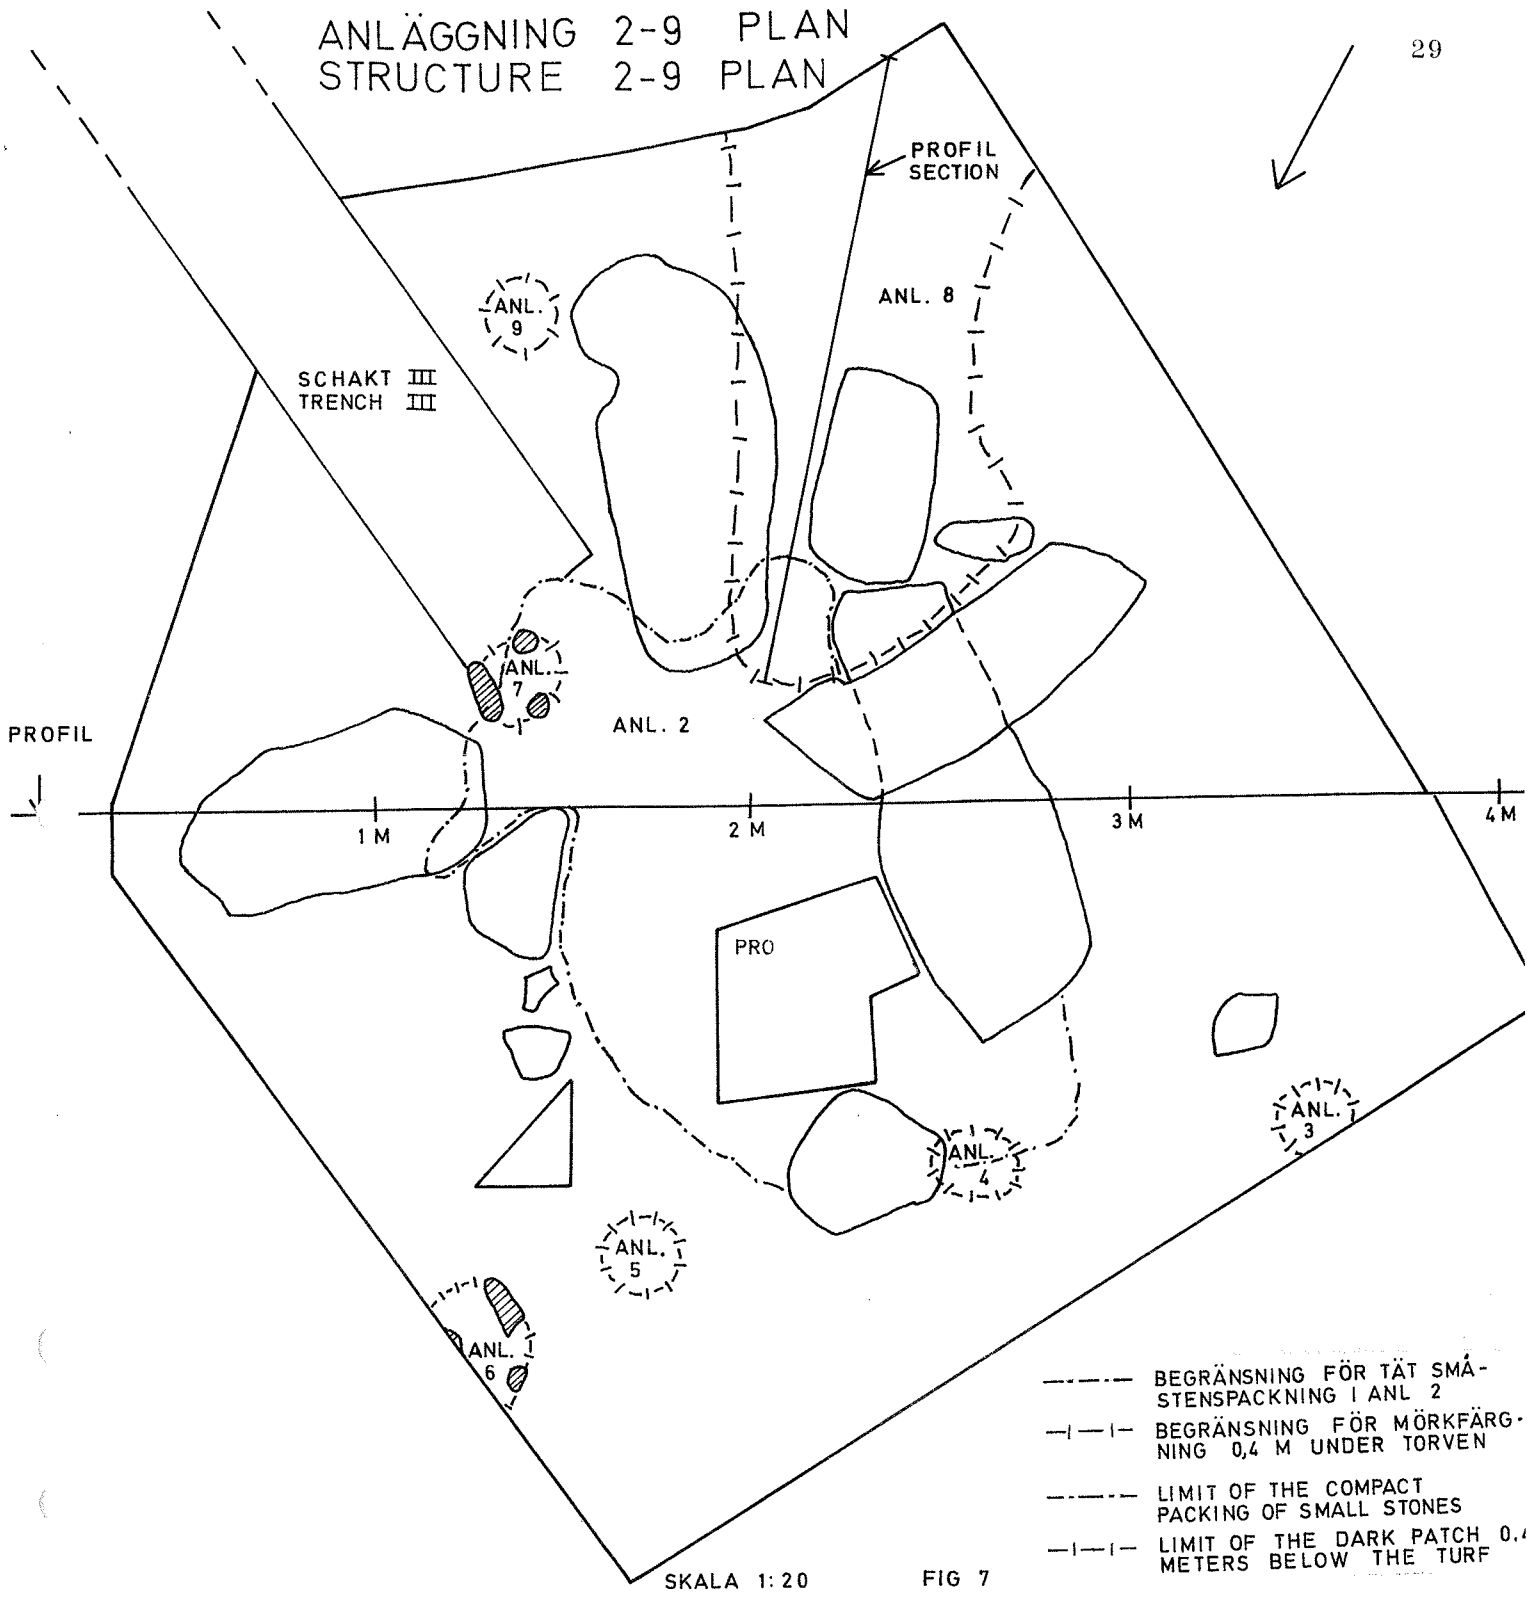 ANLÄGGNING 2-9 PLAN
STRUCTURE 2-9 PLAN
29
PROFIL
SECTION
ANL. 8
ANL.
9
SCHAKT III
TRENCH III
ANL.
7
ANL. 2
PROFIL
1 M
2 M
3 M
4 M
PRO
ANL.
3
ANL.
4
ANL.
5
ANL.
6
BEGRÄNSNING FÖR TÄT SMÅ-
STENSPACKNING I ANL 2
BEGRÄNSNING FÖR MÖRKFÄRG-
NING 0,4 M UNDER TORVEN
LIMIT OF THE COMPACT
PACKING OF SMALL STONES
LIMIT OF THE DARK PATCH 0,4
METERS BELOW THE TURF
SKALA 1:20
FIG 7